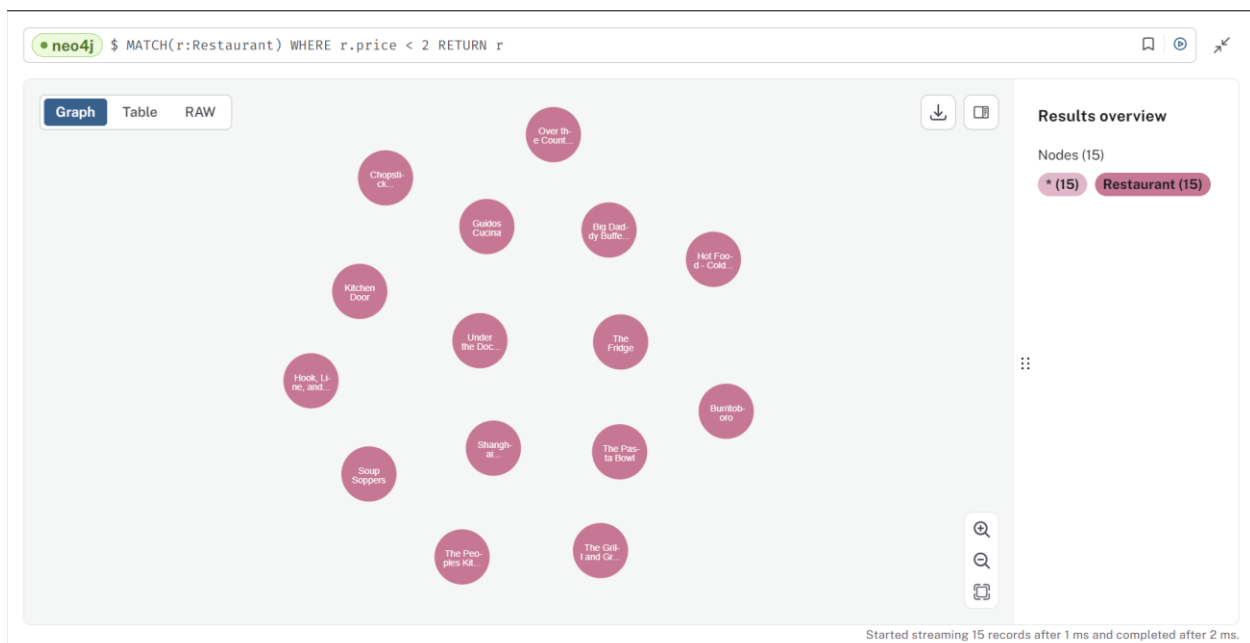 neo4j $ MATCH(r:Restaurant) WHERE r.price < 2 RETURN r
Graph Table RAW
Over th-
e Count...
Chopsti-
ck...
Guidos
Cucina
Big Dad-
dy Buffe...
Hot Foo-
d - Cold...
Kitchen
Door
Under
the Doc...
The
Fridge
Hook, Li-
ne, and...
Burritob-
oro
Shangh-
ai...
The Pas-
ta Bowl
Soup
Soppers
The Peo-
ples Kit...
The Gril-
l and Gr...
Results overview
Nodes (15)
* (15) Restaurant (15)
Started streaming 15 records after 1 ms and completed after 2 ms.